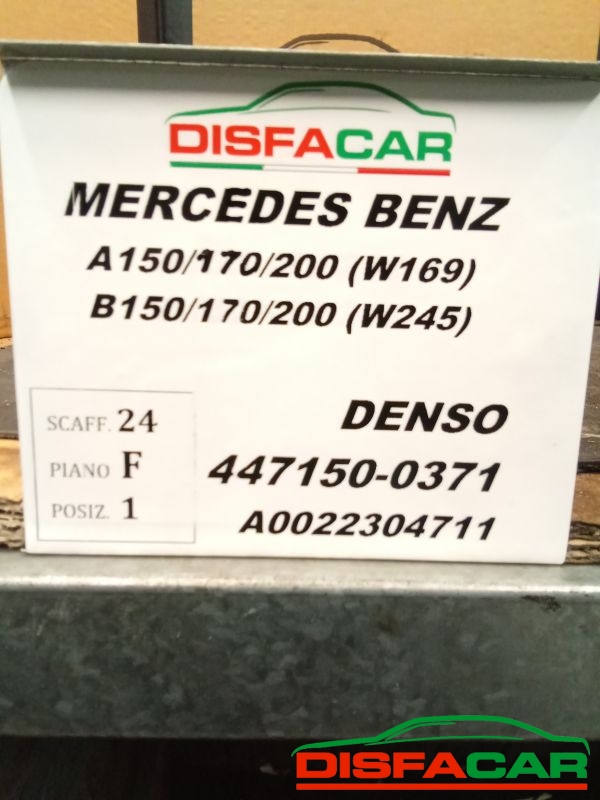 DISFACAR
MERCEDES BENZ
A150/170/200 (W169)
B150/170/200 (W245)
SCAFF. 24
PIANO F
POSIZ. 1
DENSO
447150-0371
A0022304711
DISFACAR